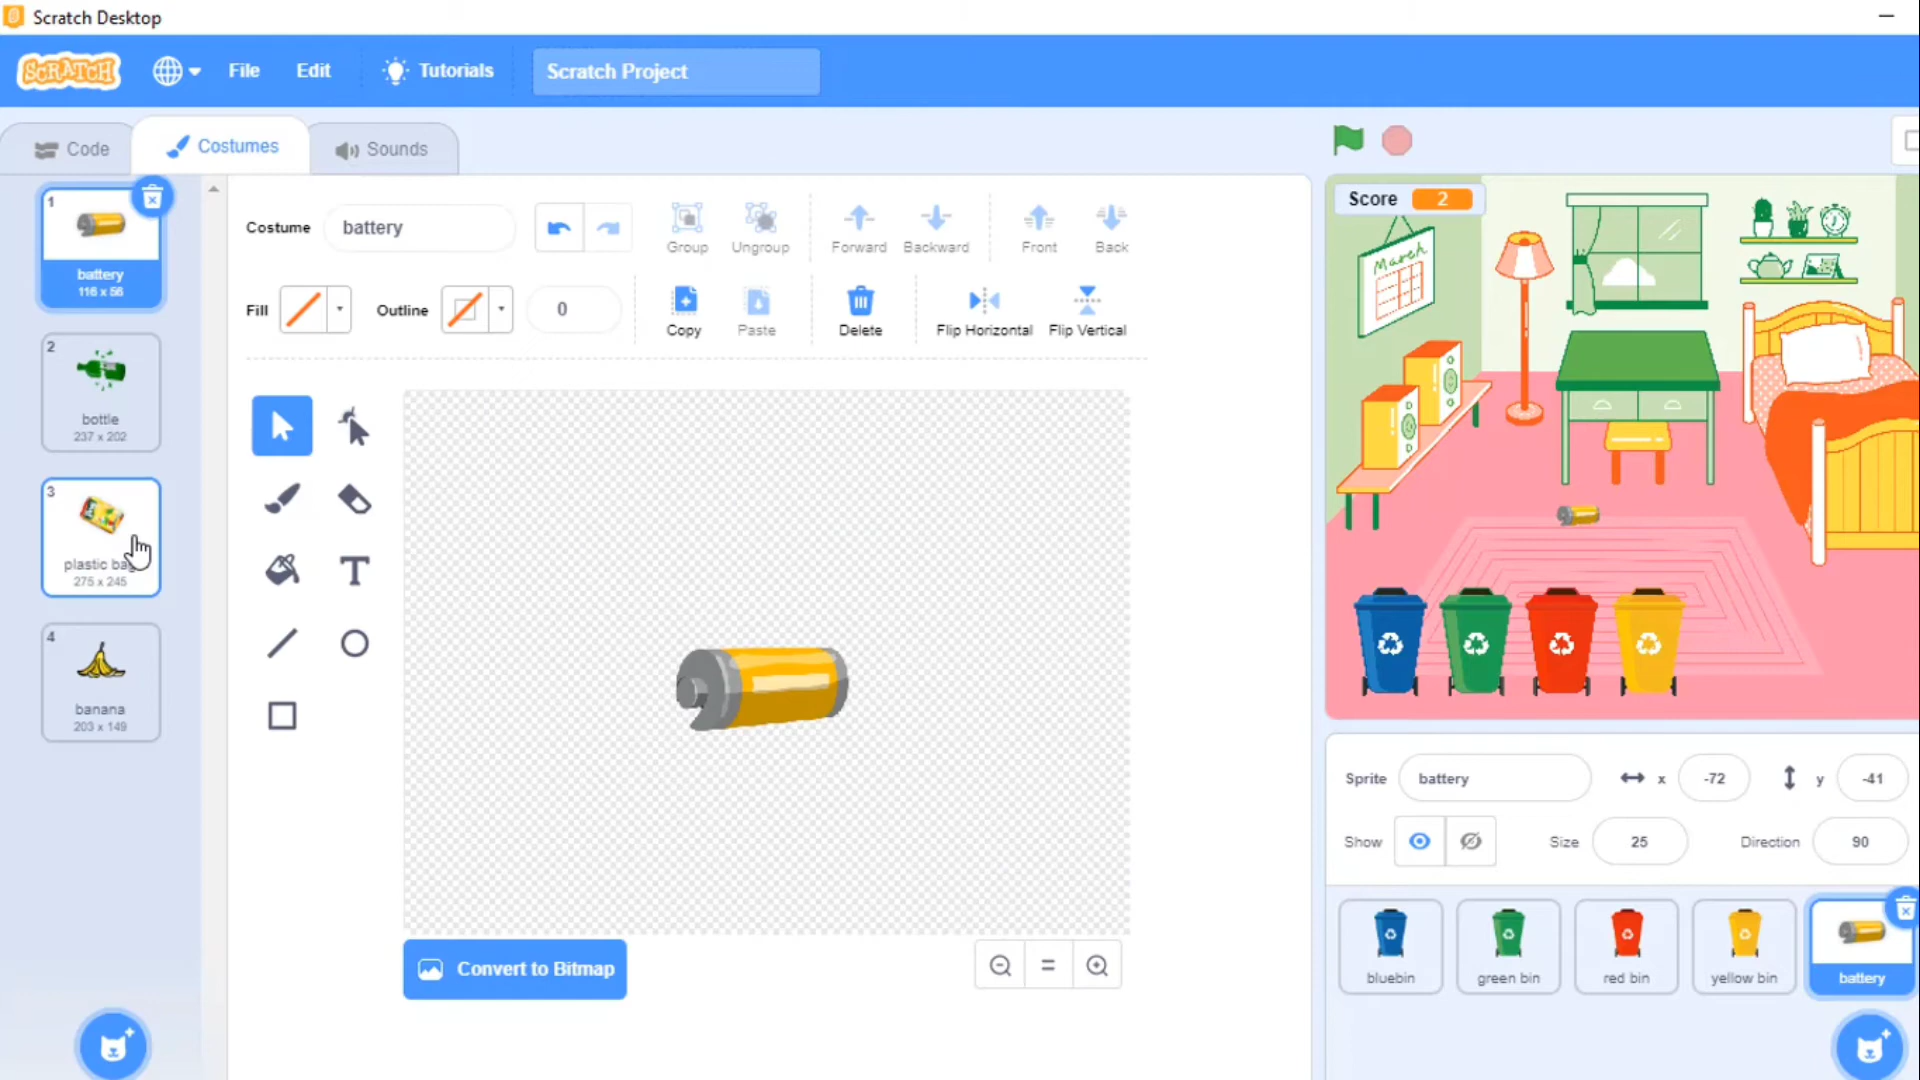 Scratch Desktop
SCRATCH
File
Edit
Tutorials
Scratch Project
Code
Costumes
Sounds
1
battery
116 x 56
2
bottle
237 x 202
3
plastic bag
275 x 245
4
banana
203 x 149
Costume
battery
Group
Ungroup
Forward
Backward
Front
Back
Fill
Outline
0
Copy
Paste
Delete
Flip Horizontal
Flip Vertical
T
Convert to Bitmap
Score 2
March
Sprite
battery
x
-72
y
-41
Show
Size
25
Direction
90
bluebin
green bin
red bin
yellow bin
battery